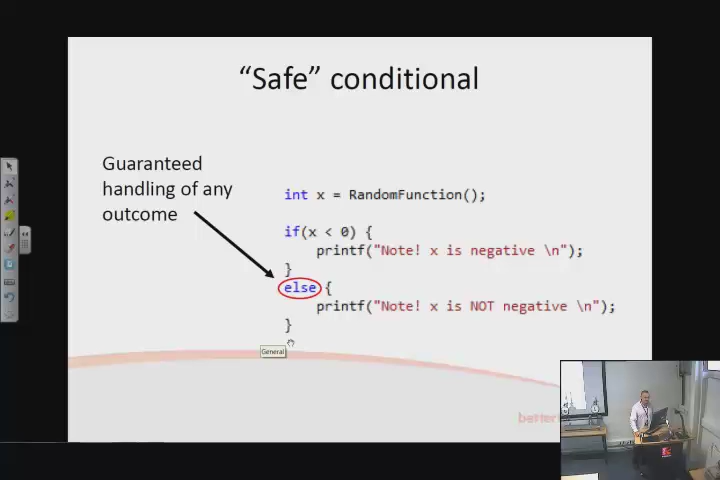 “Safe” conditional
Guaranteed
handling of any
outcome
int x = RandomFunction();
if(x < 0) {
printf("Note! x is negative \n");
}
else {
printf("Note! x is NOT negative \n");
}
General